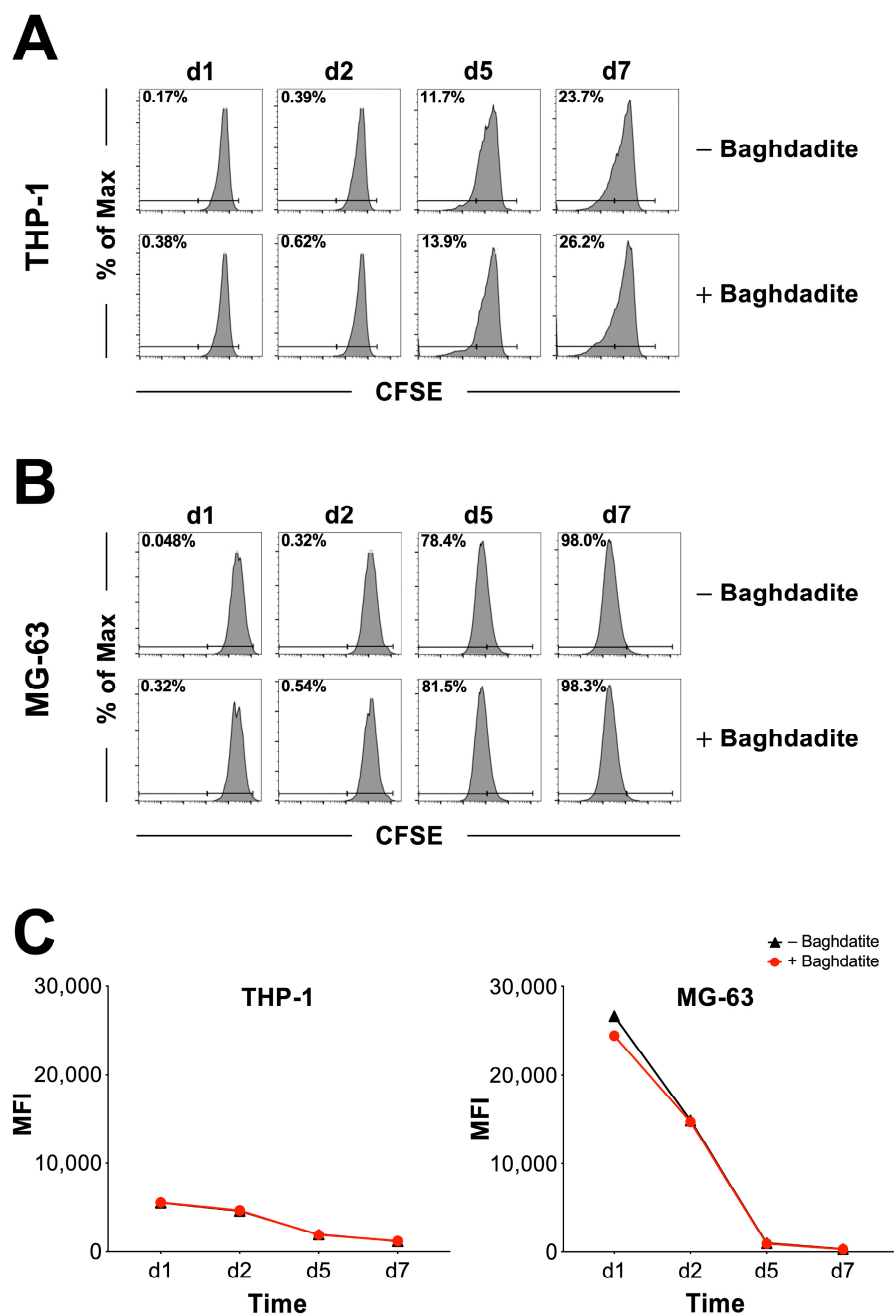 A
d1 d2 d5 d7
0.17% 0.39% 11.7% 23.7%
− Baghdadite
THP-1
% of Max
0.38% 0.62% 13.9% 26.2%
+ Baghdadite
CFSE
B
d1 d2 d5 d7
0.048% 0.32% 78.4% 98.0%
− Baghdadite
MG-63
% of Max
0.32% 0.54% 81.5% 98.3%
+ Baghdadite
CFSE
C
− Baghdatite
+ Baghdatite
THP-1
30,000
20,000
10,000
0
MFI
d1 d2 d5 d7
Time
MG-63
30,000
20,000
10,000
0
MFI
d1 d2 d5 d7
Time